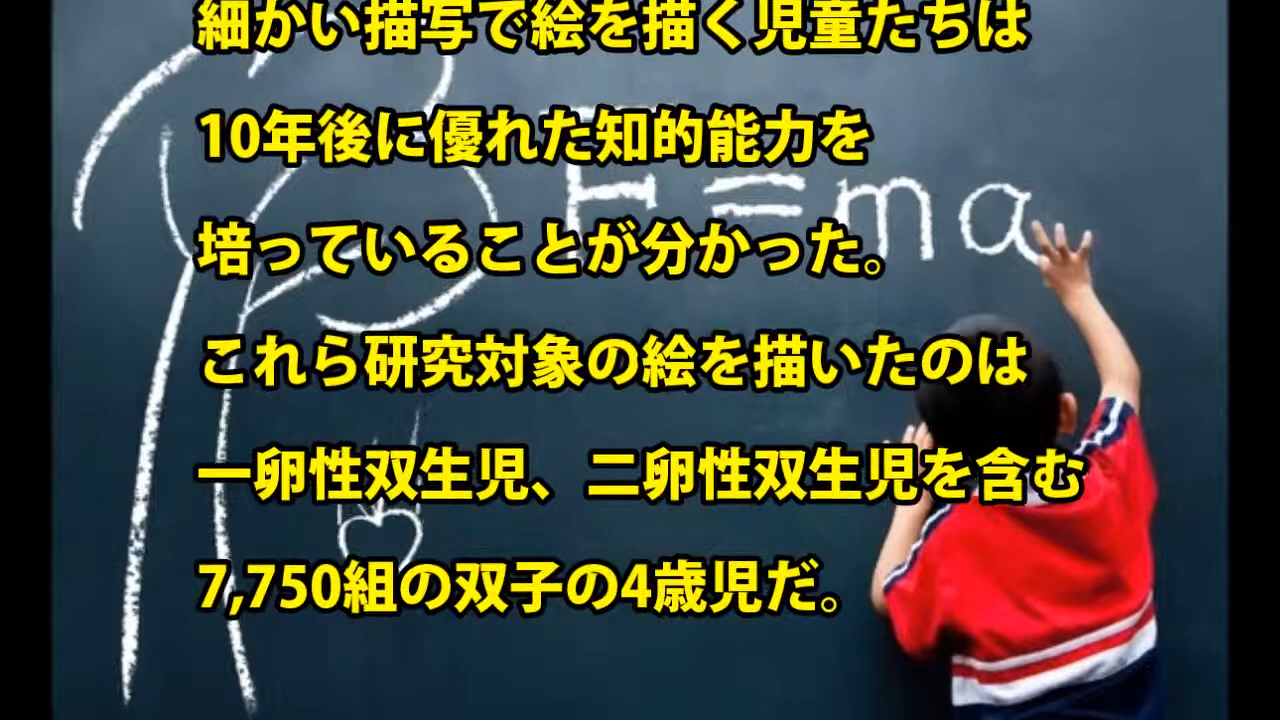 細かい描写で絵を描く児童たちは
10年後に優れた知的能力を
F=ma
培っていることが分かった。
これら研究対象の絵を描いたのは
一卵性双生児、二卵性双生児を含む
7,750組の双子の4歳児だ。